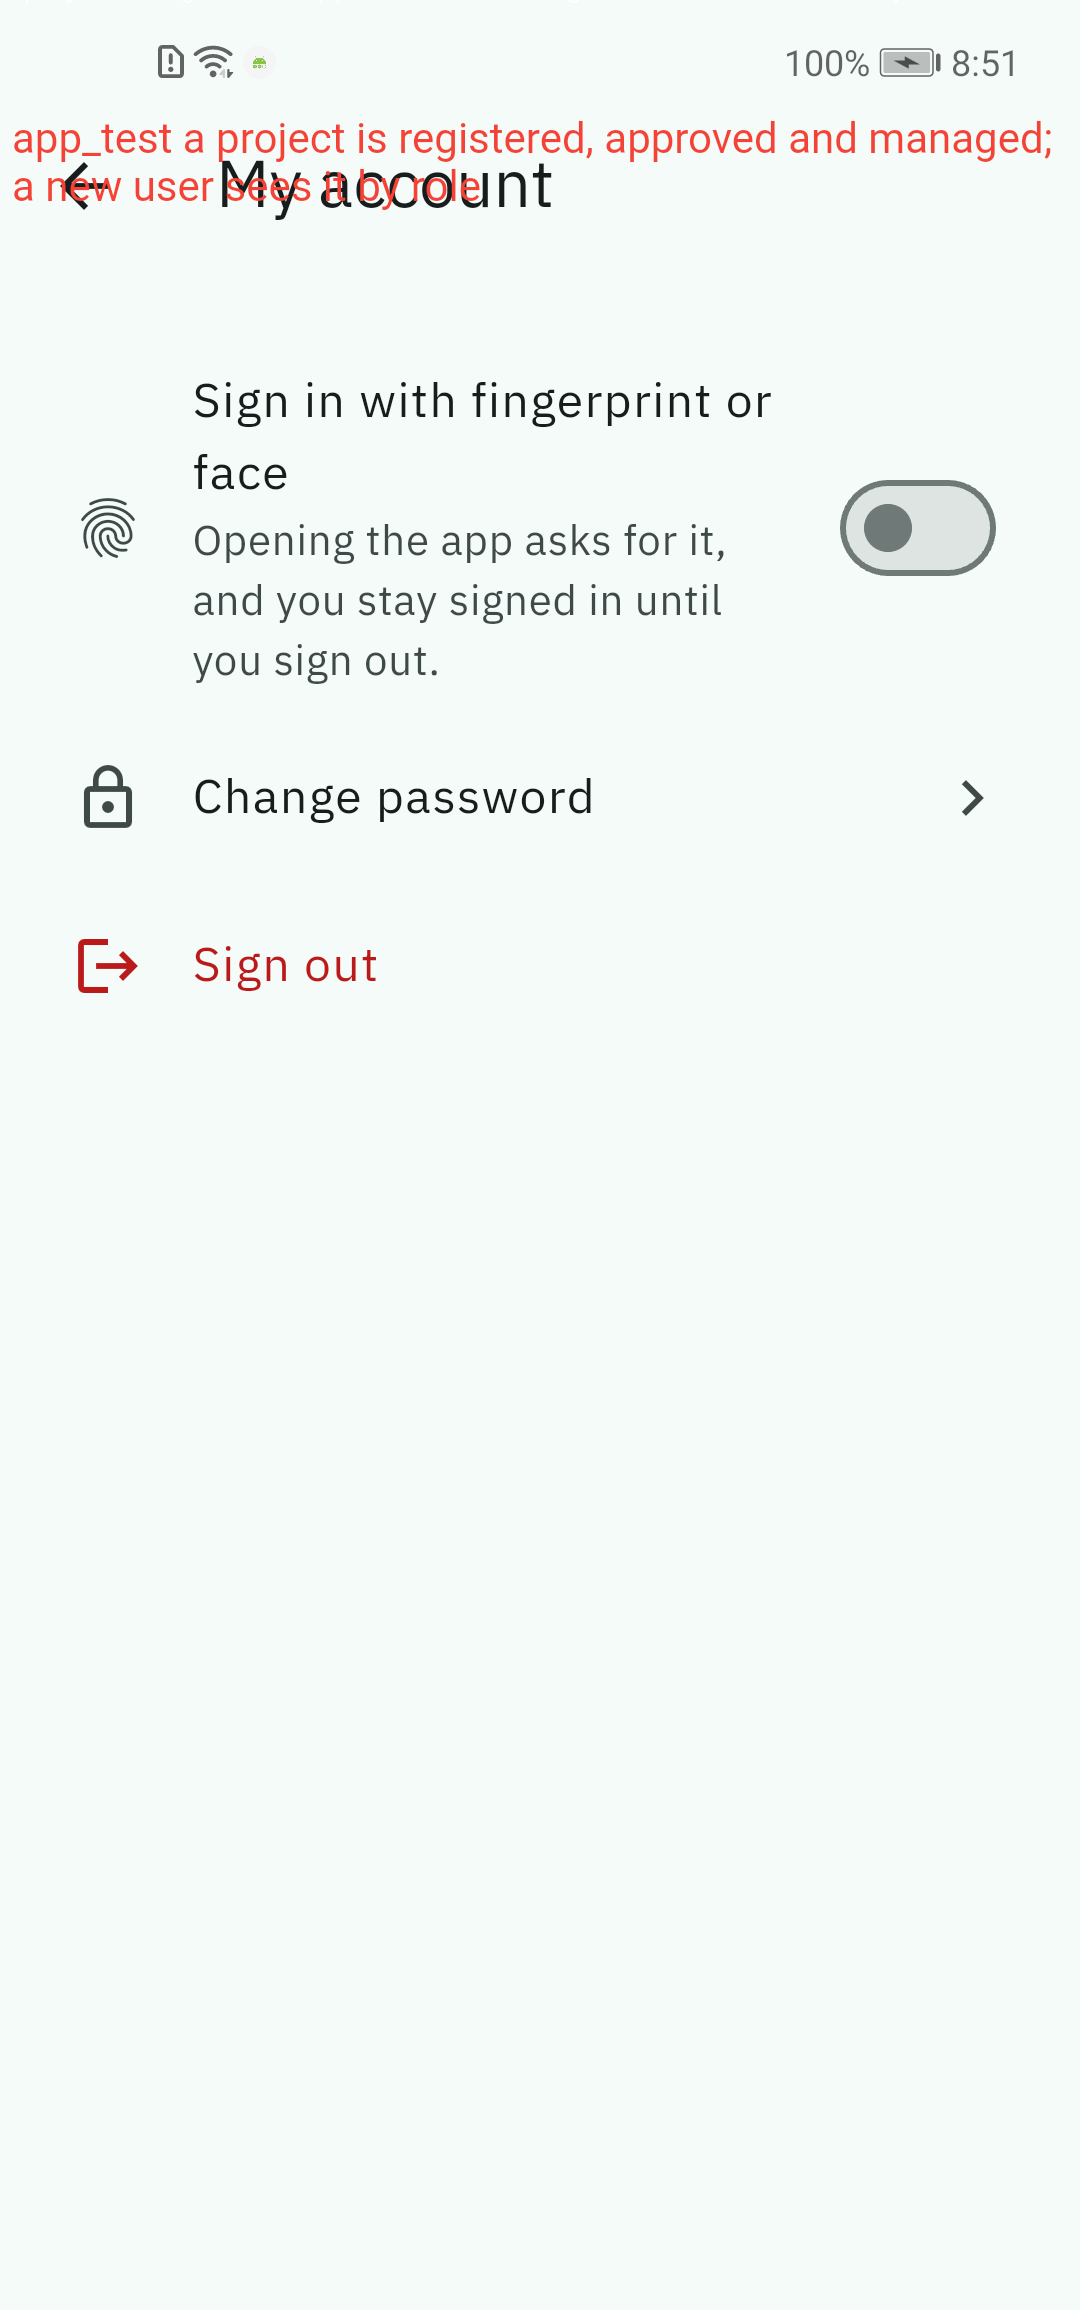 100% 8:51
app_test a project is registered, approved and managed;
a new user sees it by role
My account
Sign in with fingerprint or
face
Opening the app asks for it,
and you stay signed in until
you sign out.
Change password
Sign out